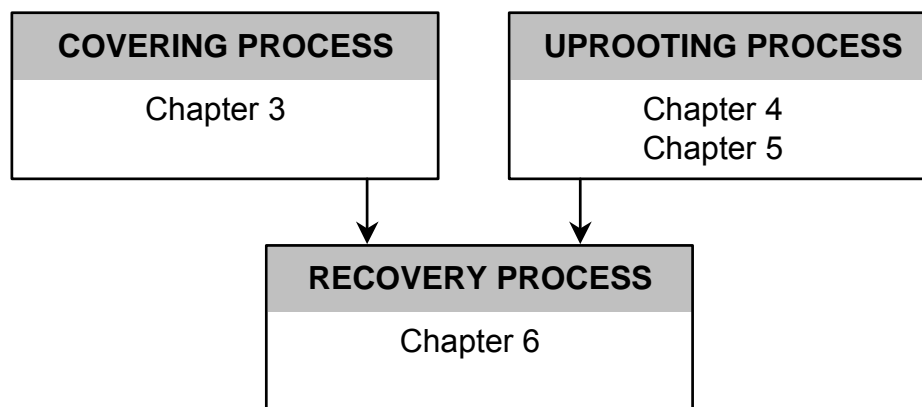 COVERING PROCESS
Chapter 3
UPROOTING PROCESS
Chapter 4
Chapter 5
RECOVERY PROCESS
Chapter 6